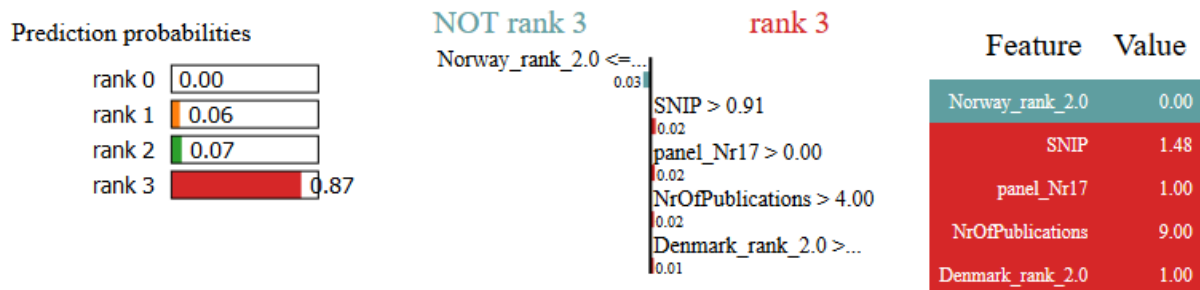 Prediction probabilities
rank 0 0.00
rank 1 0.06
rank 2 0.07
rank 3 0.87
NOT rank 3 rank 3
Norway_rank_2.0 <=...
0.03
SNIP > 0.91
0.02
panel_Nr17 > 0.00
0.02
NrOfPublications > 4.00
0.02
Denmark_rank_2.0 >...
0.01
Feature Value
Norway_rank_2.0 0.00
SNIP 1.48
panel_Nr17 1.00
NrOfPublications 9.00
Denmark_rank_2.0 1.00